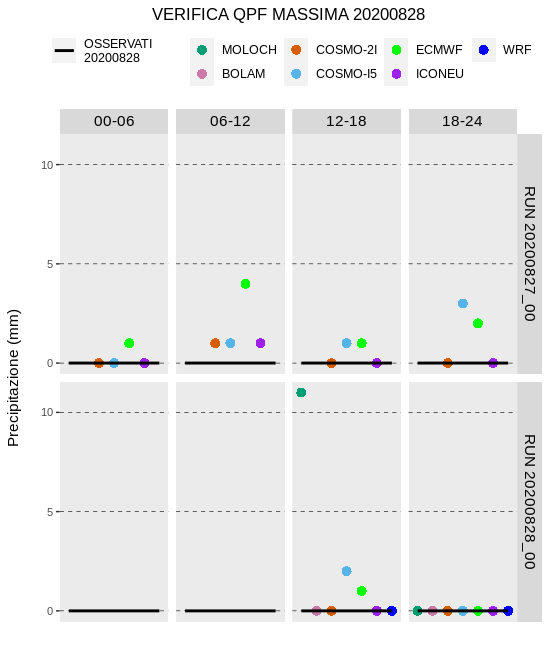 VERIFICA QPF MASSIMA 20200828
OSSERVATI
20200828
MOLOCH
COSMO-2I
ECMWF
WRF
BOLAM
COSMO-I5
ICONEU
00-06
06-12
12-18
18-24
10
5
0
RUN 20200827_00
Precipitazione (mm)
10
5
0
RUN 20200828_00